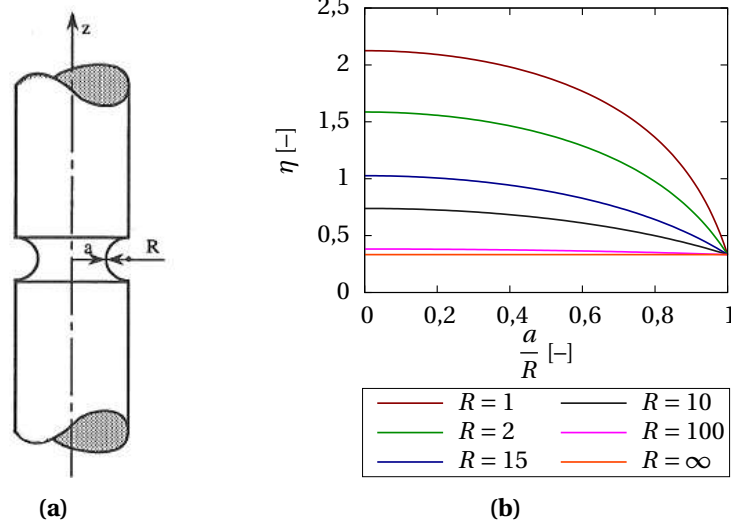 z
a
R
(a)
2,5
2
1,5
1
0,5
0
η [–]
0 0,2 0,4 0,6 0,8 1
a
R [–]
R = 1 R = 10
R = 2 R = 100
R = 15 R = ∞
(b)